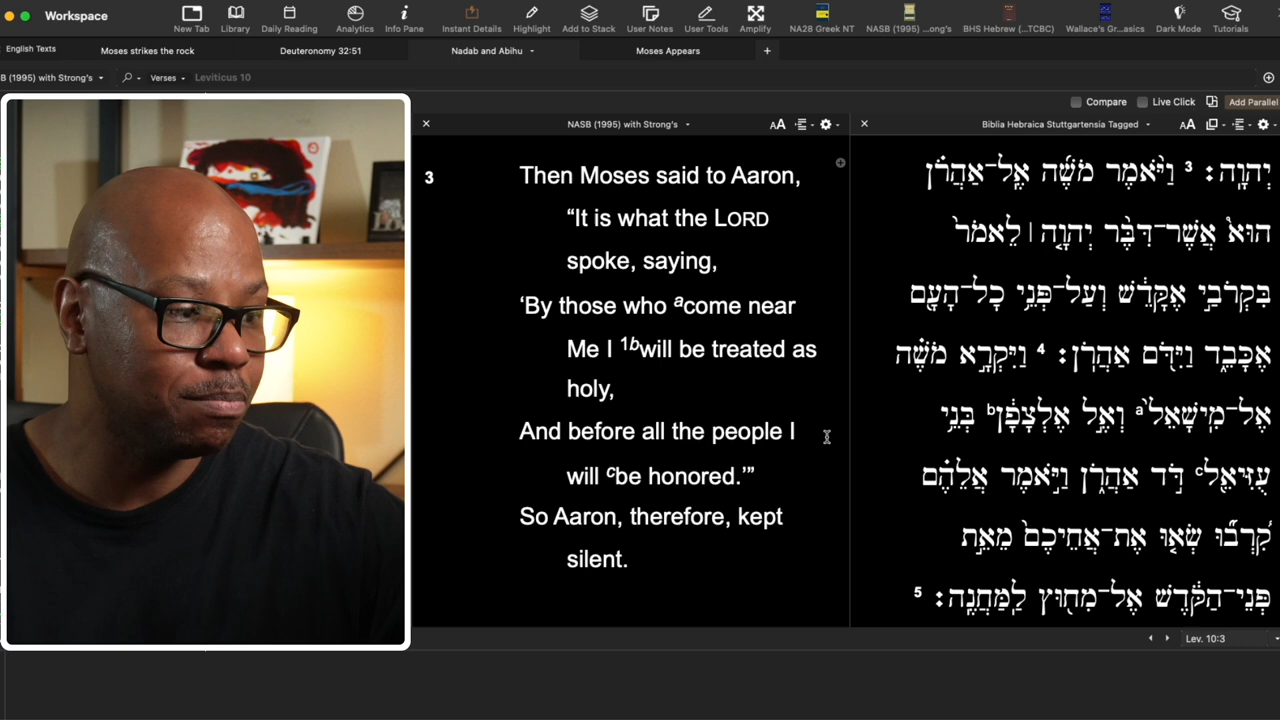 Workspace
New Tab
Library
Daily Reading
Analytics
Info Pane
Instant Details
Highlight
Add to Stack
User Notes
User Tools
Amplify
NA28 Greek NT
NASB (1995) ...ong's
BHS Hebrew (...TCBC)
Wallace's Gr...asics
Dark Mode
Tutorials
English Texts
Moses strikes the rock
Deuteronomy 32:51
Nadab and Abihu
Moses Appears
+
B (1995) with Strong's
Verses
Leviticus 10
Compare
Live Click
Add Parallel
NASB (1995) with Strong's
AA
3 Then Moses said to Aaron,
“It is what the LORD
spoke, saying,
‘By those who acome near
Me I 1bwill be treated as
holy,
And before all the people I
will cbe honored.’”
So Aaron, therefore, kept
silent.
Biblia Hebraica Stuttgartensia Tagged
AA
יְהוָֽה׃ 3 וַיֹּ֨אמֶר מֹשֶׁ֜ה אֶֽל־אַהֲרֹ֗ן
הוּא֩ אֲשֶׁר־דִּבֶּ֨ר יְהוָ֤ה ׀ לֵאמֹר֙
בִּקְרֹבַ֣י אֶקָּדֵ֔שׁ וְעַל־פְּנֵ֥י כָל־הָעָ֖ם
אֶכָּבֵ֑ד וַיִּדֹּ֖ם אַהֲרֹֽן׃ 4 וַיִּקְרָ֣א מֹשֶׁ֗ה
אֶל־מִֽישָׁאֵל֙a וְאֶ֣ל אֶלְצָפָ֔ןb בְּנֵ֥י
עֻזִּיאֵ֖לc דֹּ֣ד אַהֲרֹ֑ן וַיֹּ֣אמֶר אֲלֵהֶ֗ם
קִ֠רְב֞וּ שְׂא֤וּ אֶת־אֲחֵיכֶם֙ מֵאֵ֣ת
פְּנֵי־הַקֹּ֔דֶשׁ אֶל־מִח֖וּץ לַֽמַּחֲנֶֽה׃ 5
Lev. 10:3